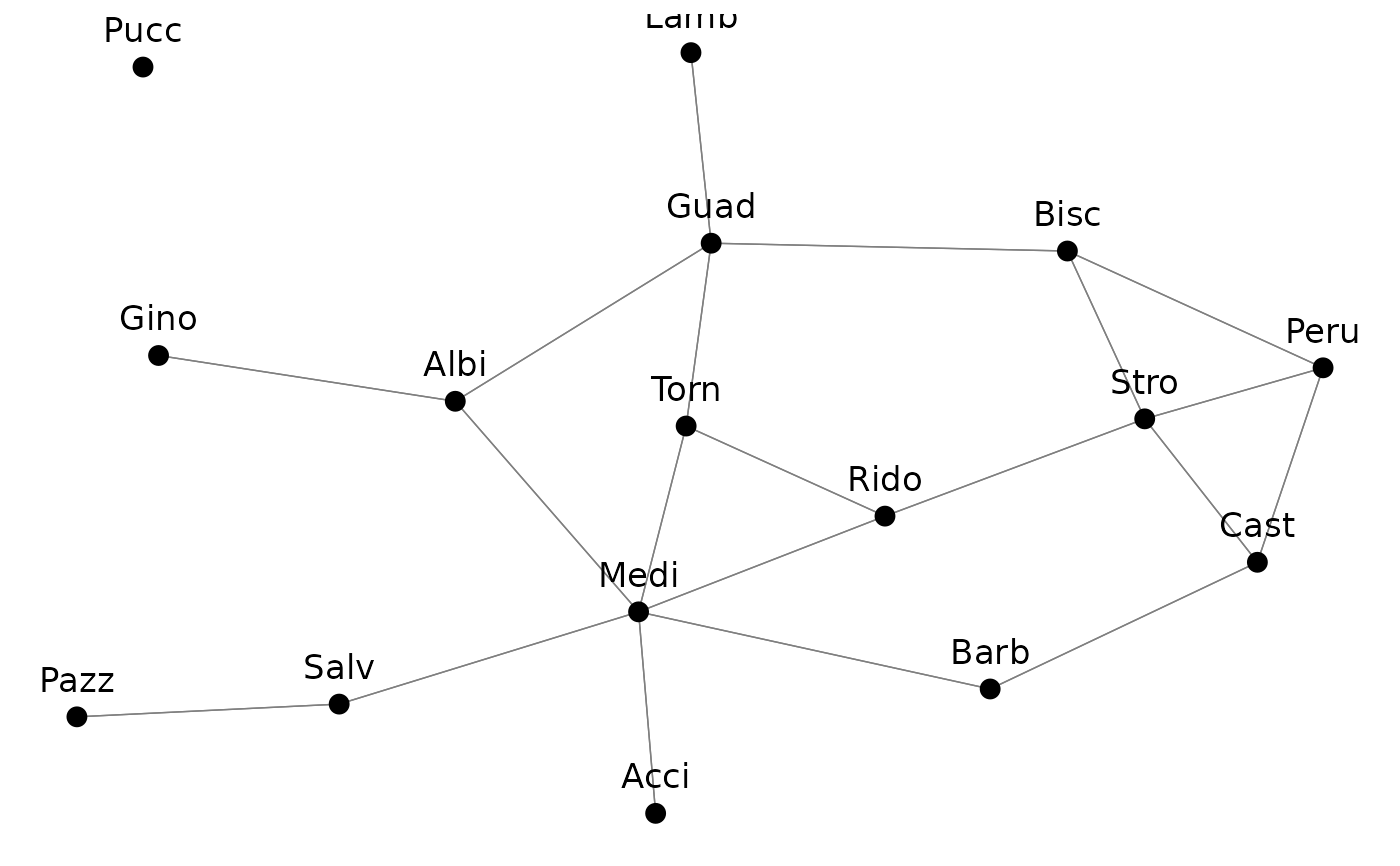 Pucc
Lamb
Guad
Bisc
Gino
Peru
Albi
Stro
Torn
Rido
Cast
Medi
Barb
Salv
Pazz
Acci